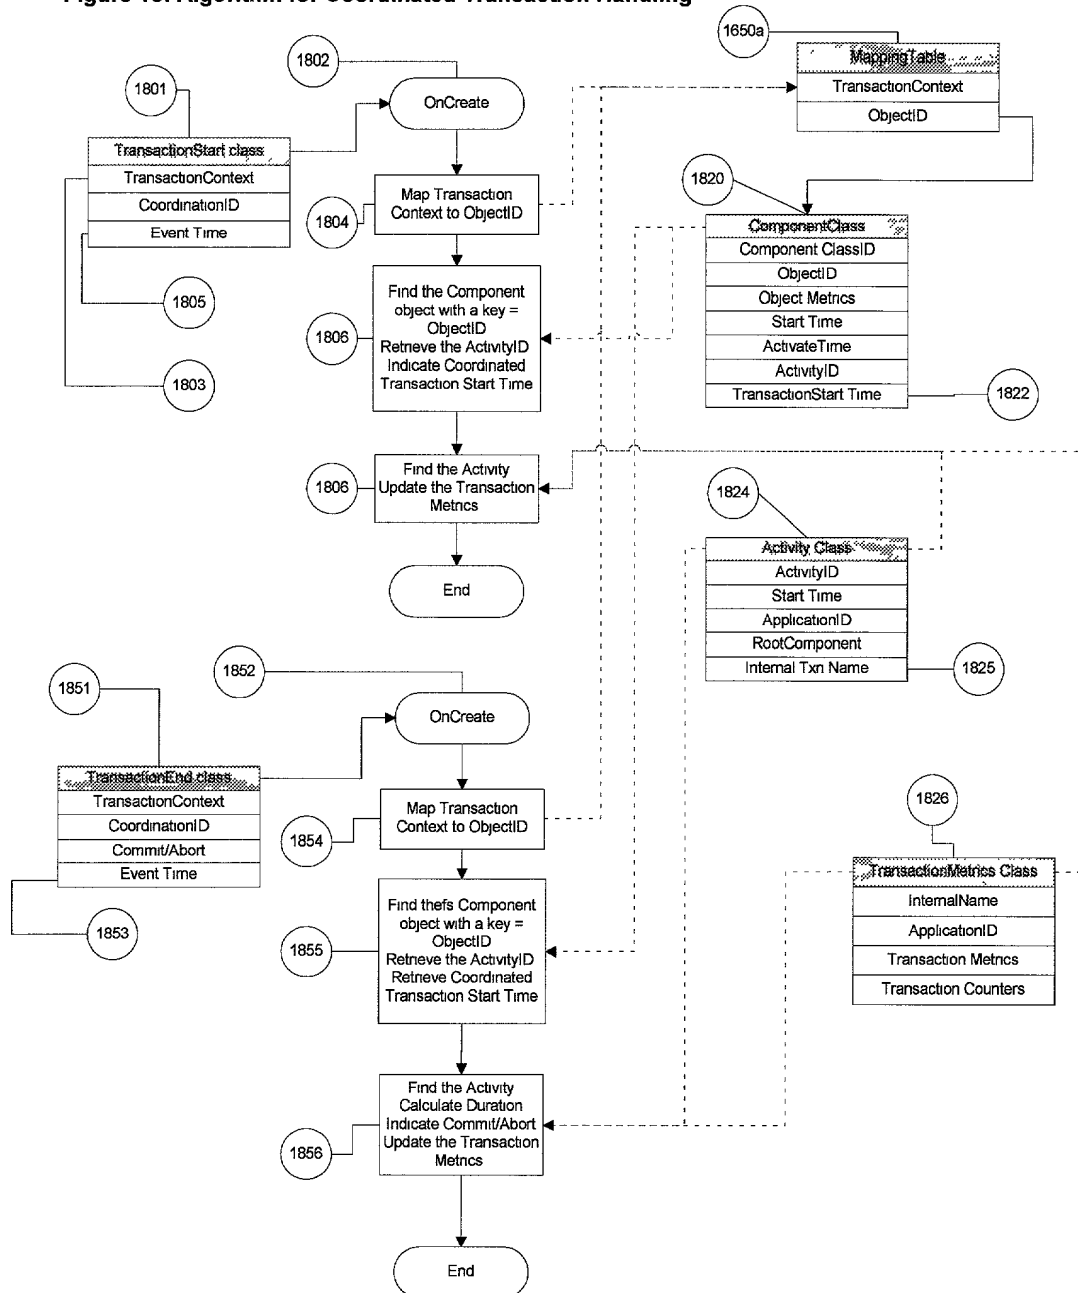 Figure 18: Algorithm for Coordinated Transaction Handling
1650a
1802
MappingTable
TransactionContext
ObjectID
1801
OnCreate
TransactionStart class
TransactionContext
CoordinationID
Event Time
Map Transaction
Context to ObjectID
1804
1820
ComponentClass
Component ClassID
ObjectID
Object Metrics
Start Time
ActivateTime
ActivityID
TransactionStart Time
1805
Find the Component
object with a key =
ObjectID
Retrieve the ActivityID
Indicate Coordinated
Transaction Start Time
1806
1803
1822
Find the Activity
Update the Transaction
Metrics
1806
1824
Activity Class
ActivityID
Start Time
ApplicationID
RootComponent
Internal Txn Name
End
1825
1852
1851
OnCreate
TransactionEnd class
TransactionContext
CoordinationID
Commit/Abort
Event Time
1826
Map Transaction
Context to ObjectID
1854
TransactionMetrics Class
InternalName
ApplicationID
Transaction Metrics
Transaction Counters
Find thefs Component
object with a key =
ObjectID
Retrieve the ActivityID
Retrieve Coordinated
Transaction Start Time
1853
1855
Find the Activity
Calculate Duration
Indicate Commit/Abort
Update the Transaction
Metrics
1856
End